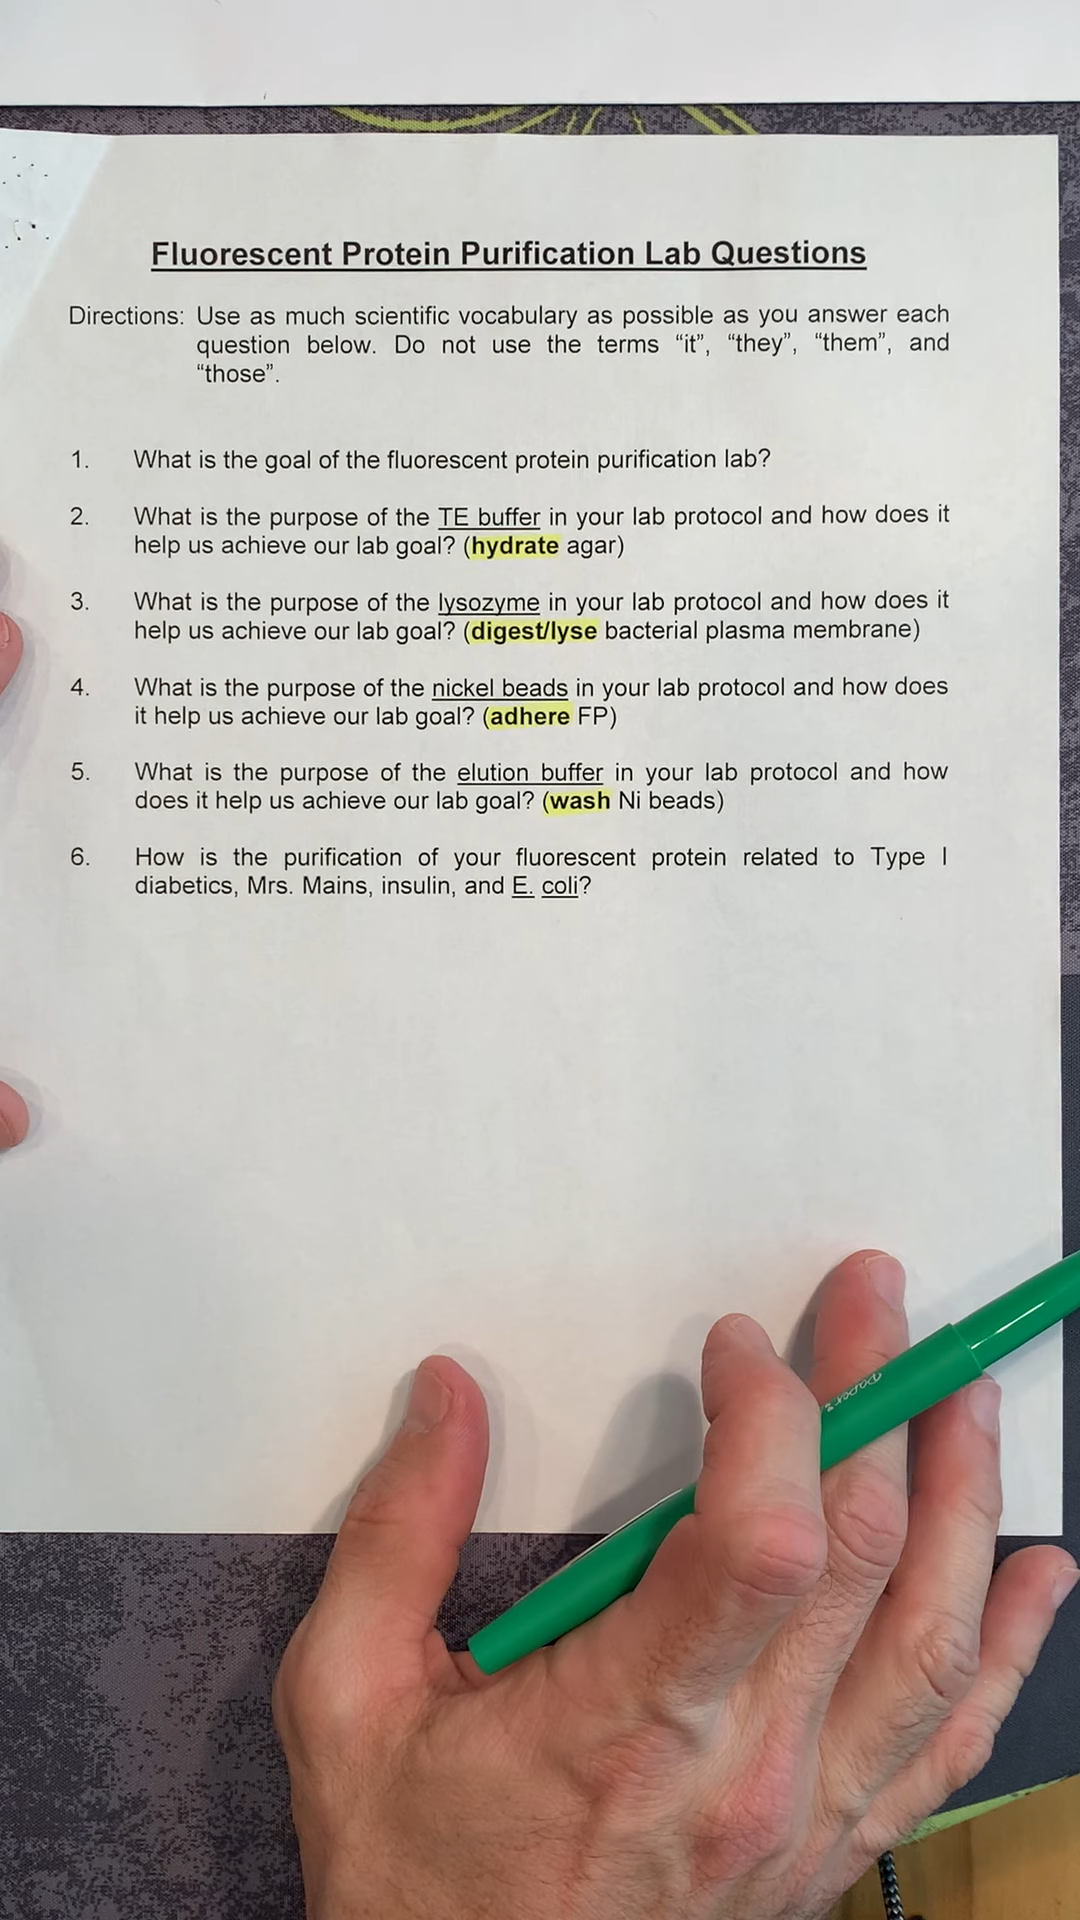 Fluorescent Protein Purification Lab Questions
Directions: Use as much scientific vocabulary as possible as you answer each
question below. Do not use the terms “it”, “they”, “them”, and
“those”.
1. What is the goal of the fluorescent protein purification lab?
2. What is the purpose of the TE buffer in your lab protocol and how does it
help us achieve our lab goal? (hydrate agar)
3. What is the purpose of the lysozyme in your lab protocol and how does it
help us achieve our lab goal? (digest/lyse bacterial plasma membrane)
4. What is the purpose of the nickel beads in your lab protocol and how does
it help us achieve our lab goal? (adhere FP)
5. What is the purpose of the elution buffer in your lab protocol and how
does it help us achieve our lab goal? (wash Ni beads)
6. How is the purification of your fluorescent protein related to Type I
diabetics, Mrs. Mains, insulin, and E. coli?